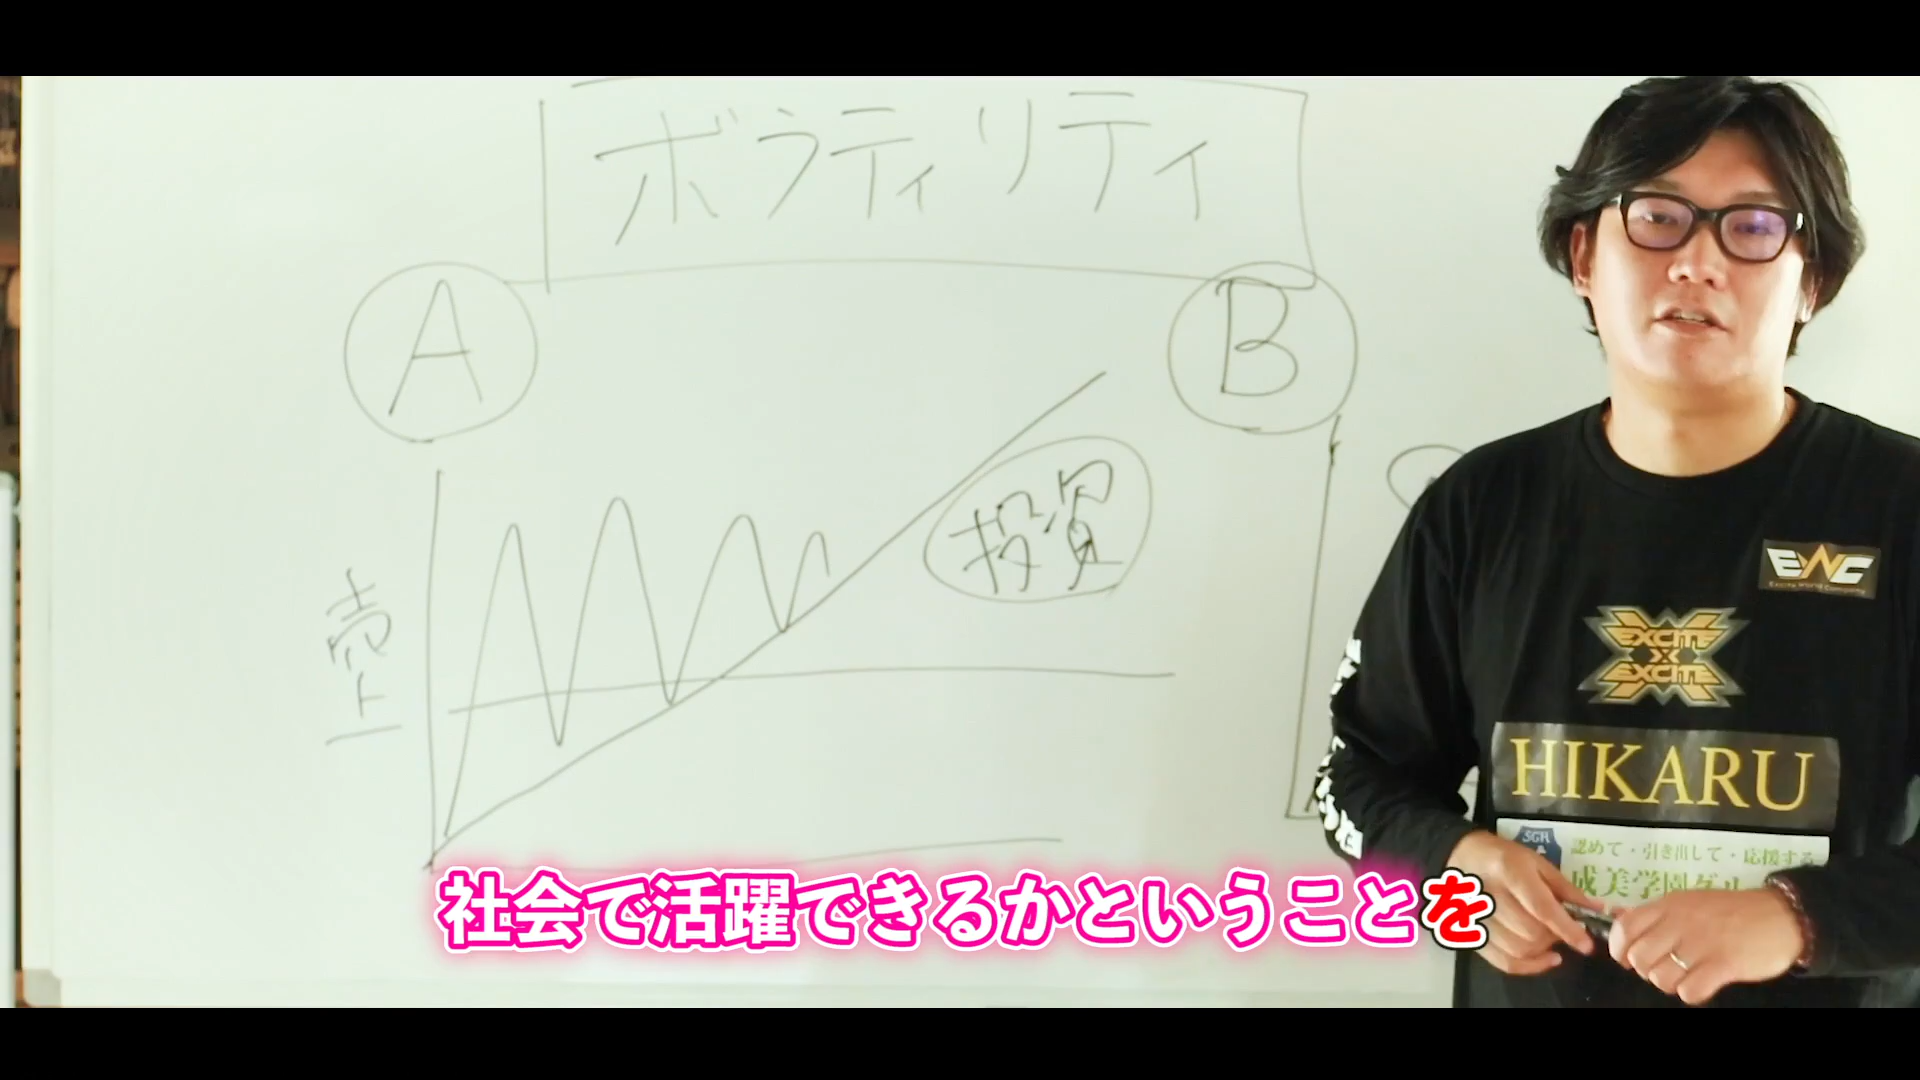 ボラティリティ
A
B
投資
売上
EWC
EXCITE
X
EXCITE
HIKARU
SGR
認めて・引き出して・応援する
成美学園グル
社会で活躍できるかということを